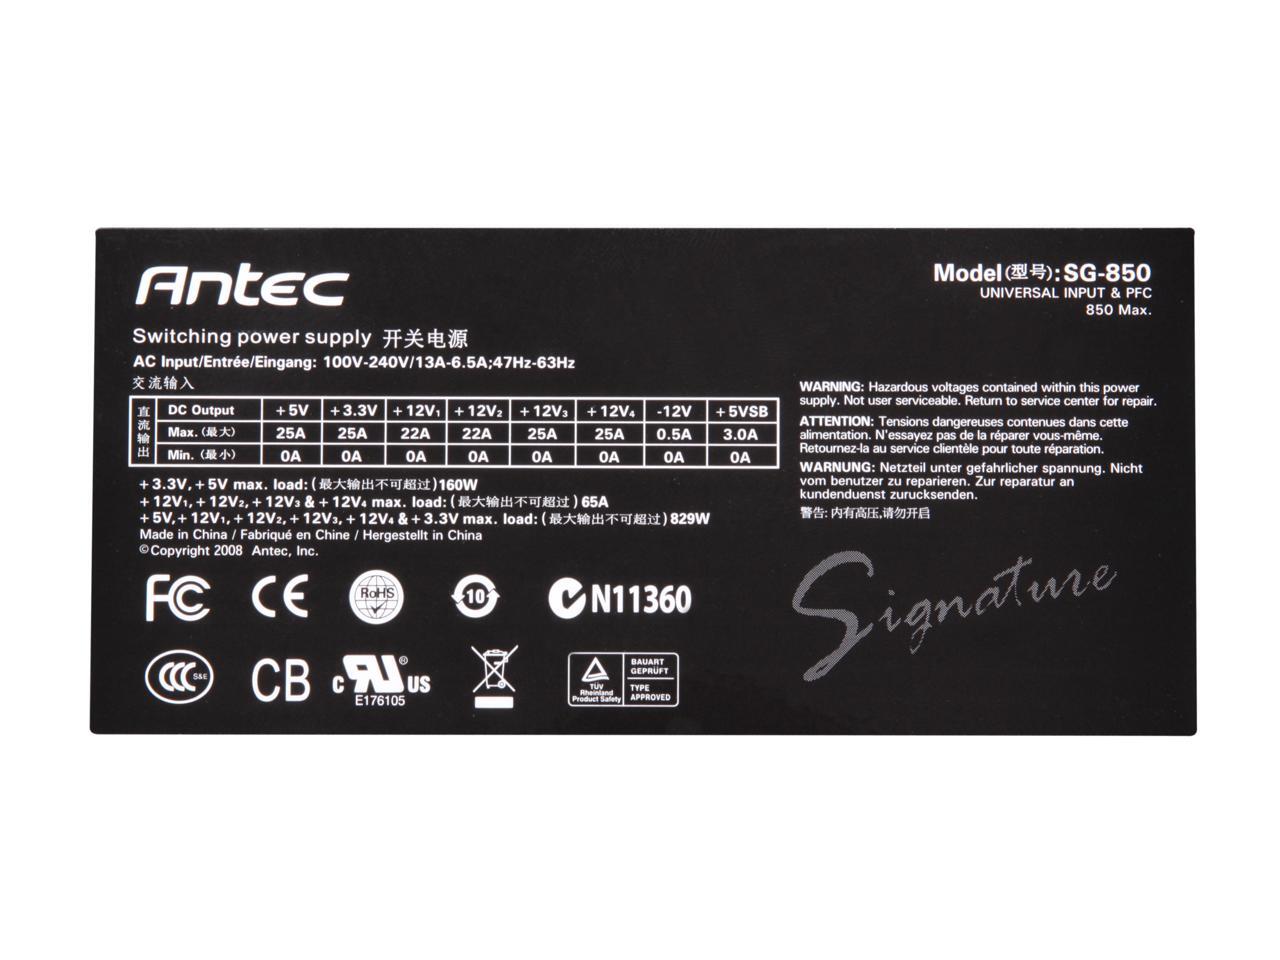 Antec
Model(型号):SG-850
UNIVERSAL INPUT & PFC
850 Max.
Switching power supply 开关电源
AC Input/Entrée/Eingang: 100V-240V/13A-6.5A;47Hz-63Hz
交流输入
直流输出
DC Output +5V +3.3V +12V₁ +12V₂ +12V₃ +12V₄ -12V +5VSB
Max. (最大) 25A 25A 22A 22A 25A 25A 0.5A 3.0A
Min. (最小) 0A 0A 0A 0A 0A 0A 0A 0A
+3.3V, +5V max. load: (最大输出不可超过)160W
+12V₁, +12V₂, +12V₃ & +12V₄ max. load: (最大输出不可超过) 65A
+5V, +12V₁, +12V₂, +12V₃, +12V₄ & +3.3V max. load: (最大输出不可超过) 829W
Made in China / Fabriqué en Chine / Hergestellt in China
©Copyright 2008 Antec, Inc.
WARNING: Hazardous voltages contained within this power
supply. Not user serviceable. Return to service center for repair.
ATTENTION: Tensions dangereuses contenues dans cette
alimentation. N'essayez pas de la réparer vous-même.
Retournez-la au service clientèle pour toute réparation.
WARNUNG: Netzteil unter gefahrlicher spannung. Nicht
vom benutzer zu reparieren. Zur reparatur an
kundenduenst zurucksenden.
警告: 内有高压,请勿开启
FC CE RoHS 10 N11360
CCC S&E CB c RU ® US
E176105
TÜV
Rheinland
Product Safety
BAUART
GEPRÜFT
TYPE
APPROVED
Signature